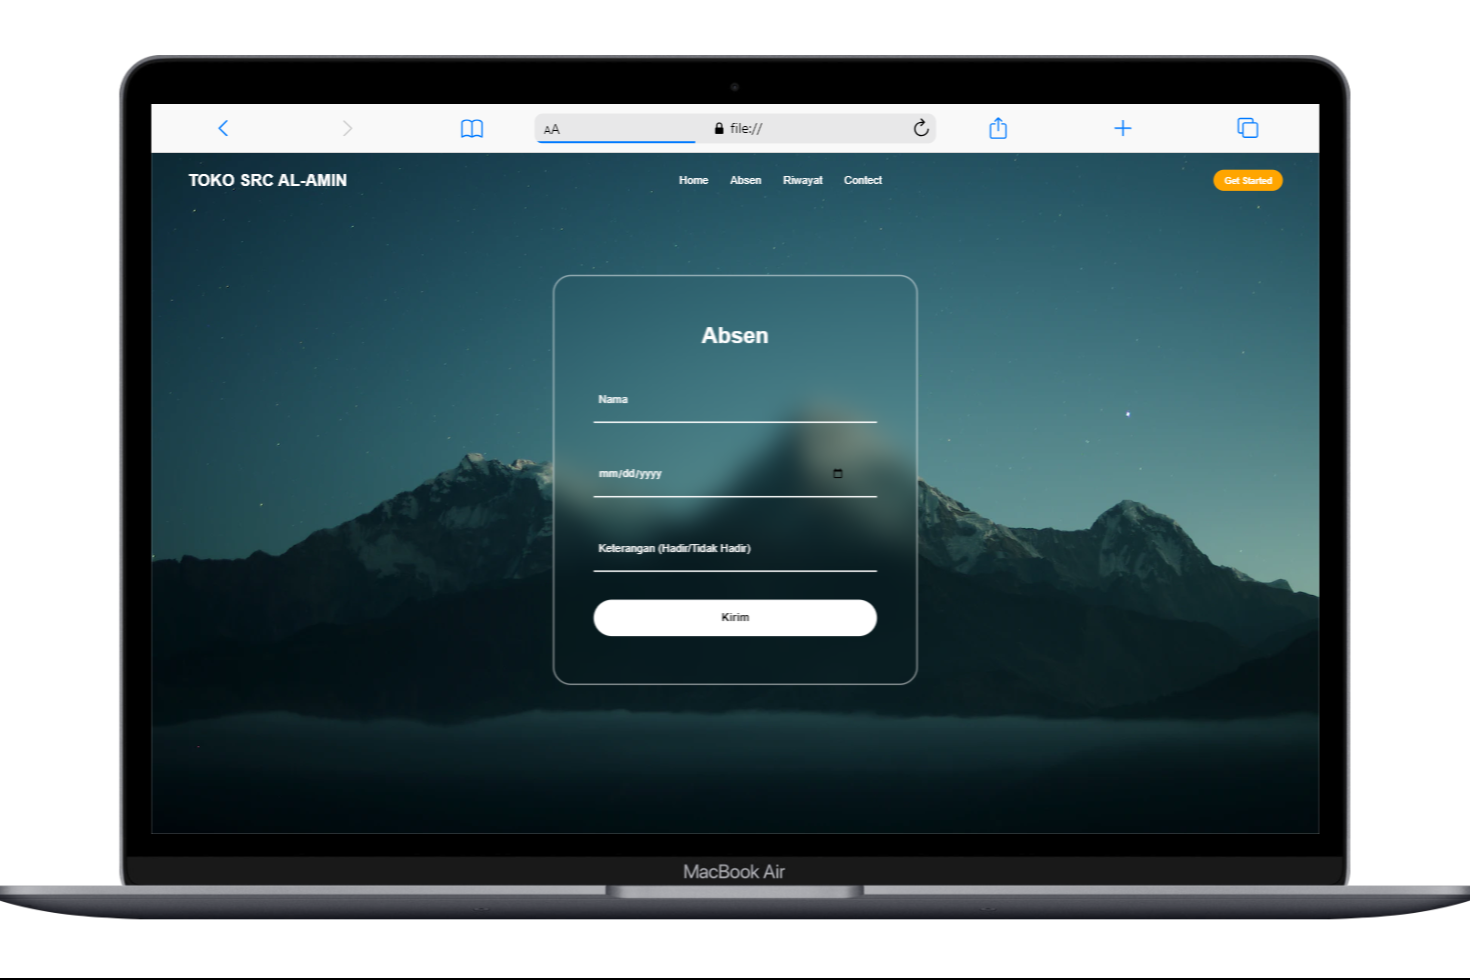 AA file://
TOKO SRC AL-AMIN Home Absen Riwayat Contect Get Started
Absen
Nama
mm/dd/yyyy
Keterangan (Hadir/Tidak Hadir)
Kirim
MacBook Air